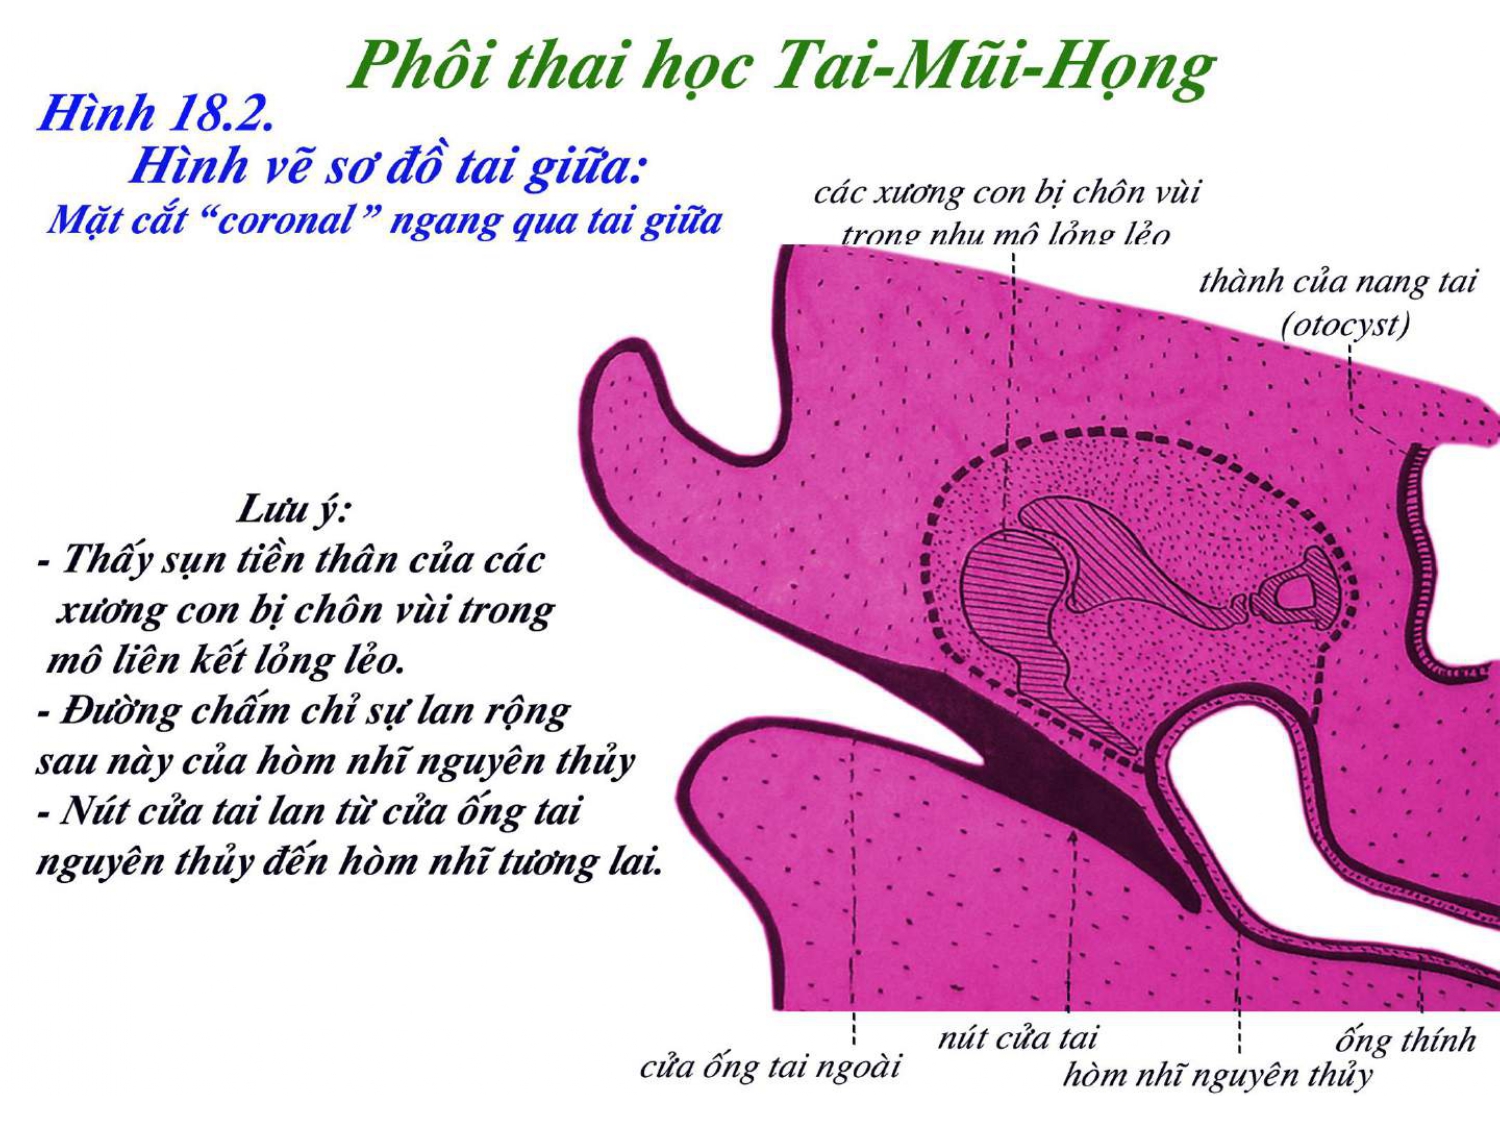 Phôi thai học Tai-Mũi-Họng
Hình 18.2.
Hình vẽ sơ đồ tai giữa:
Mặt cắt “coronal” ngang qua tai giữa
các xương con bị chôn vùi
trong nhu mô lỏng lẻo
thành của nang tai
(otocyst)
Lưu ý:
- Thấy sụn tiền thân của các
xương con bị chôn vùi trong
mô liên kết lỏng lẻo.
- Đường chấm chỉ sự lan rộng
sau này của hòm nhĩ nguyên thủy
- Nút cửa tai lan từ cửa ống tai
nguyên thủy đến hòm nhĩ tương lai.
cửa ống tai ngoài
nút cửa tai
hòm nhĩ nguyên thủy
ống thính